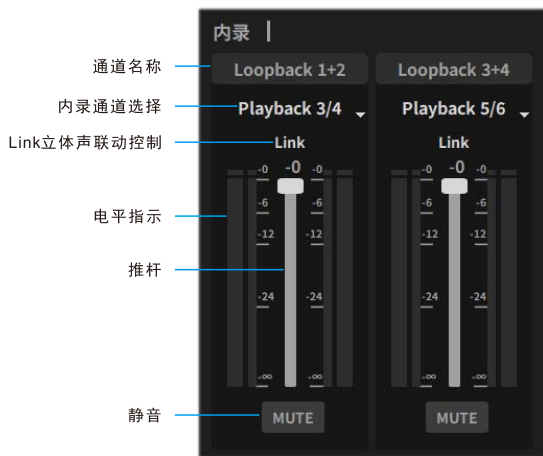 内录
通道名称
Loopback 1+2
Loopback 3+4
内录通道选择
Playback 3/4
Playback 5/6
Link立体声联动控制
Link
Link
-0
-0
-0
-0
-0
-0
电平指示
-6
-6
-6
-6
-12
-12
-12
-12
推杆
-24
-24
-24
-24
-∞
-∞
-∞
-∞
静音
MUTE
MUTE